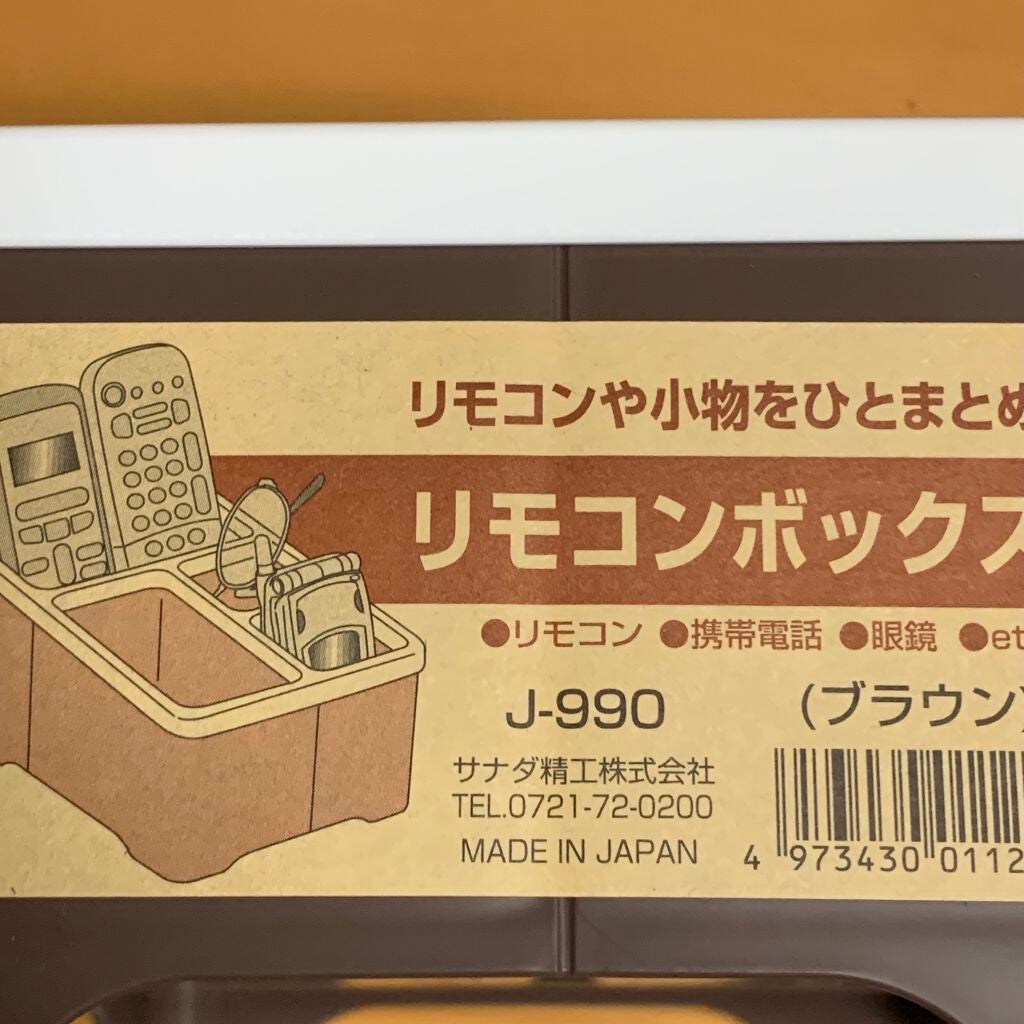 リモコンや小物をひとまとめ
リモコンボックス
●リモコン ●携帯電話 ●眼鏡 ●et
J-990 (ブラウン)
サナダ精工株式会社
TEL.0721-72-0200
MADE IN JAPAN
4 973430 0112